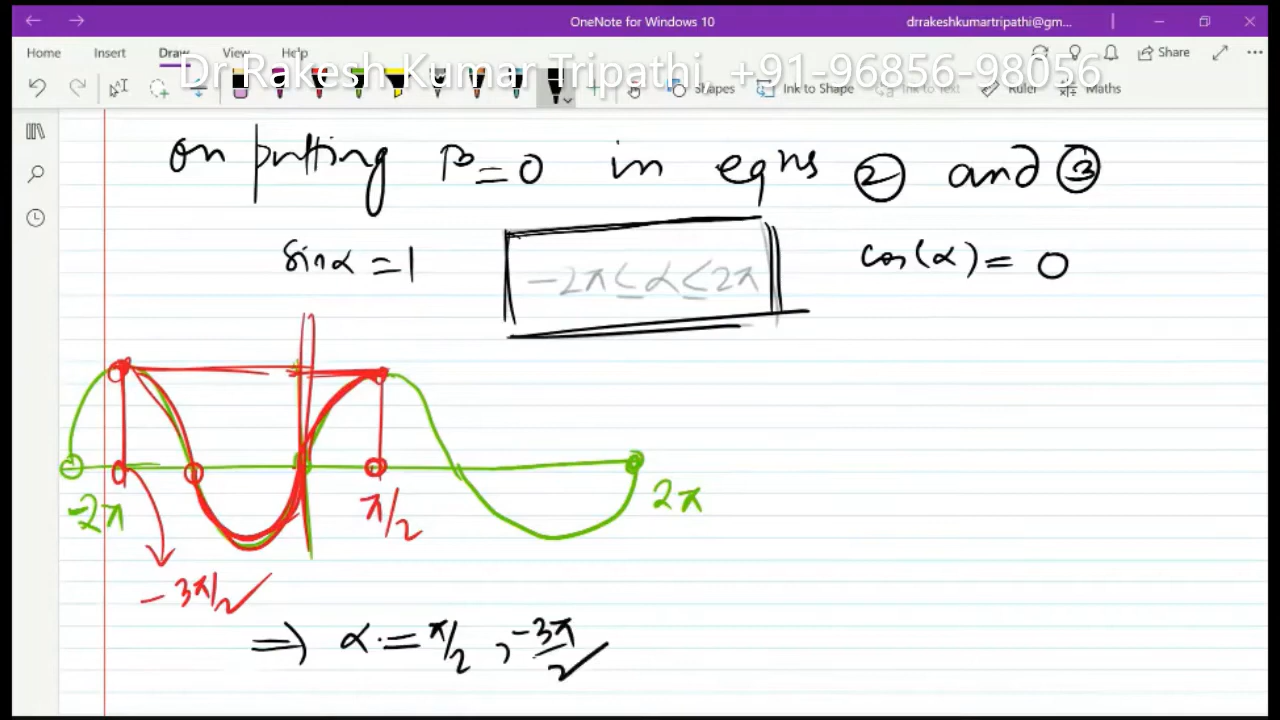 OneNote for Windows 10
drrakeshkumartripathi@gm...
Home Insert Draw View Help
Share
Dr Rakesh Kumar Tripathi +91-96856-98056
Shapes Ink to Shape Ink to Text Ruler Maths
on putting β=0 in eqns ② and ③
sinα = 1
-2π ≤ α ≤ 2π
cos(α) = 0
-2π
π/2
2π
-3π/2
⇒ α = π/2 , -3π/2